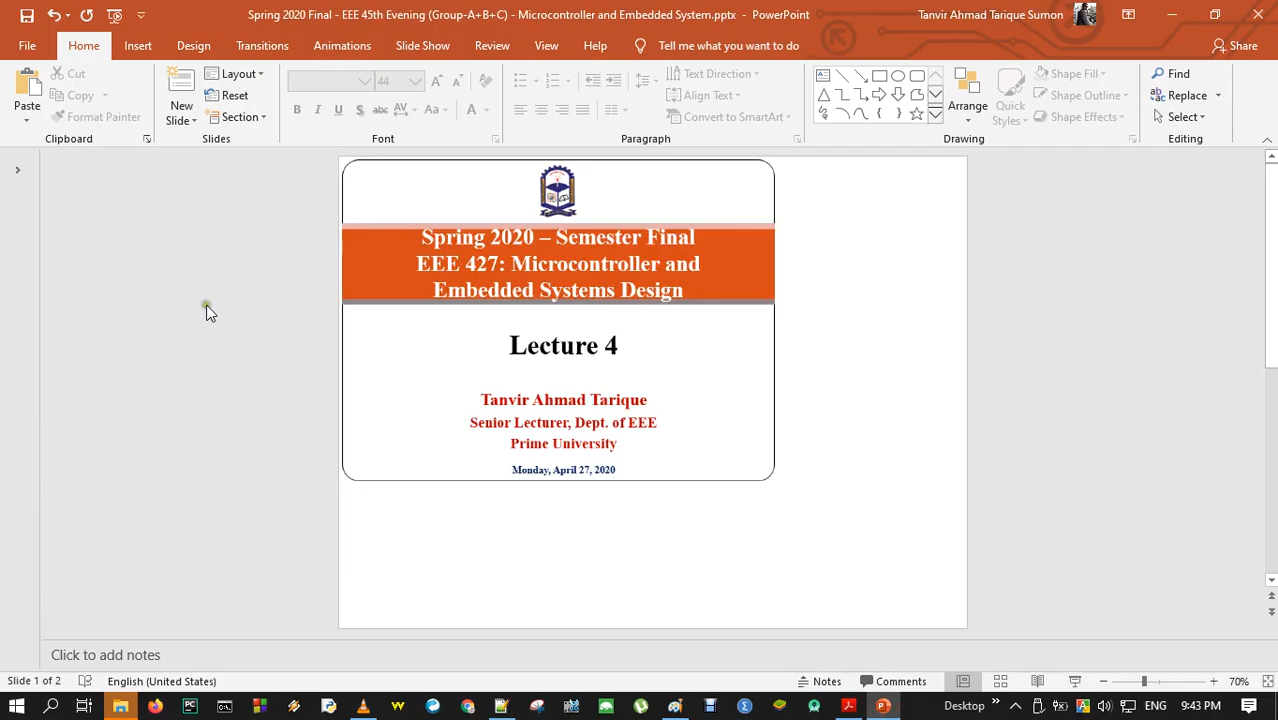 Spring 2020 Final - EEE 45th Evening (Group-A+B+C) - Microcontroller and Embedded System.pptx - PowerPoint
Tanvir Ahmad Tarique Sumon
File Home Insert Design Transitions Animations Slide Show Review View Help Tell me what you want to do Share
Paste
Cut
Copy
Format Painter
Clipboard
New Slide
Layout
Reset
Section
Slides
44
B I U S abc AV Aa A
Font
Text Direction
Align Text
Convert to SmartArt
Paragraph
Arrange
Quick Styles
Shape Fill
Shape Outline
Shape Effects
Drawing
Find
Replace
Select
Editing
Spring 2020 – Semester Final
EEE 427: Microcontroller and
Embedded Systems Design
Lecture 4
Tanvir Ahmad Tarique
Senior Lecturer, Dept. of EEE
Prime University
Monday, April 27, 2020
Click to add notes
Slide 1 of 2 English (United States) Notes Comments 70%
Desktop ENG 9:43 PM